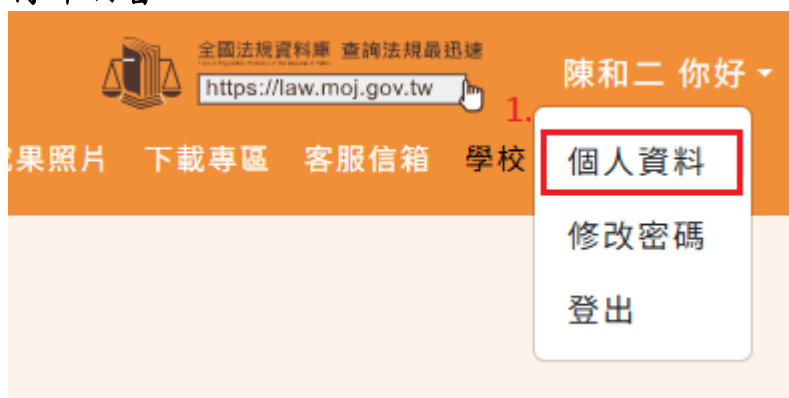 全國法規資料庫 查詢法規最迅速
https://law.moj.gov.tw
陳和二 你好
1.
果照片 下載專區 客服信箱 學校
個人資料
修改密碼
登出